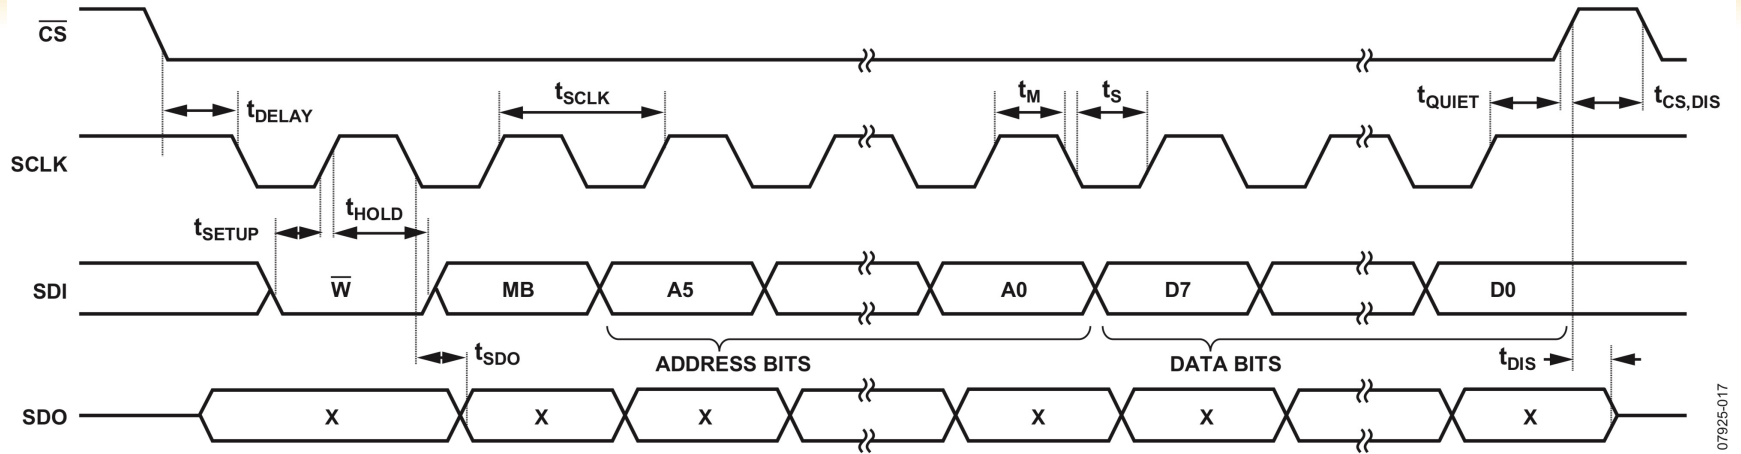 C̅S̅
tDELAY
tSCLK
tM
tS
tQUIET
tCS,DIS
SCLK
tSETUP
tHOLD
SDI
W̅
MB
A5
A0
D7
D0
tSDO
ADDRESS BITS
DATA BITS
tDIS
SDO
X
X
X
X
X
X
07925-017